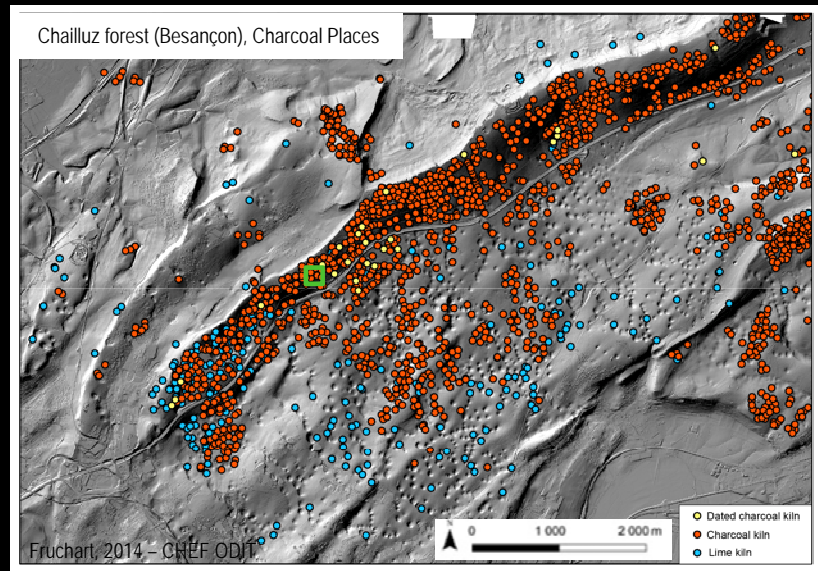 Chailluz forest (Besançon), Charcoal Places
N
0 1 000 2 000 m
Dated charcoal kiln
Charcoal kiln
Lime kiln
Fruchart, 2014 – CHEF ODIT